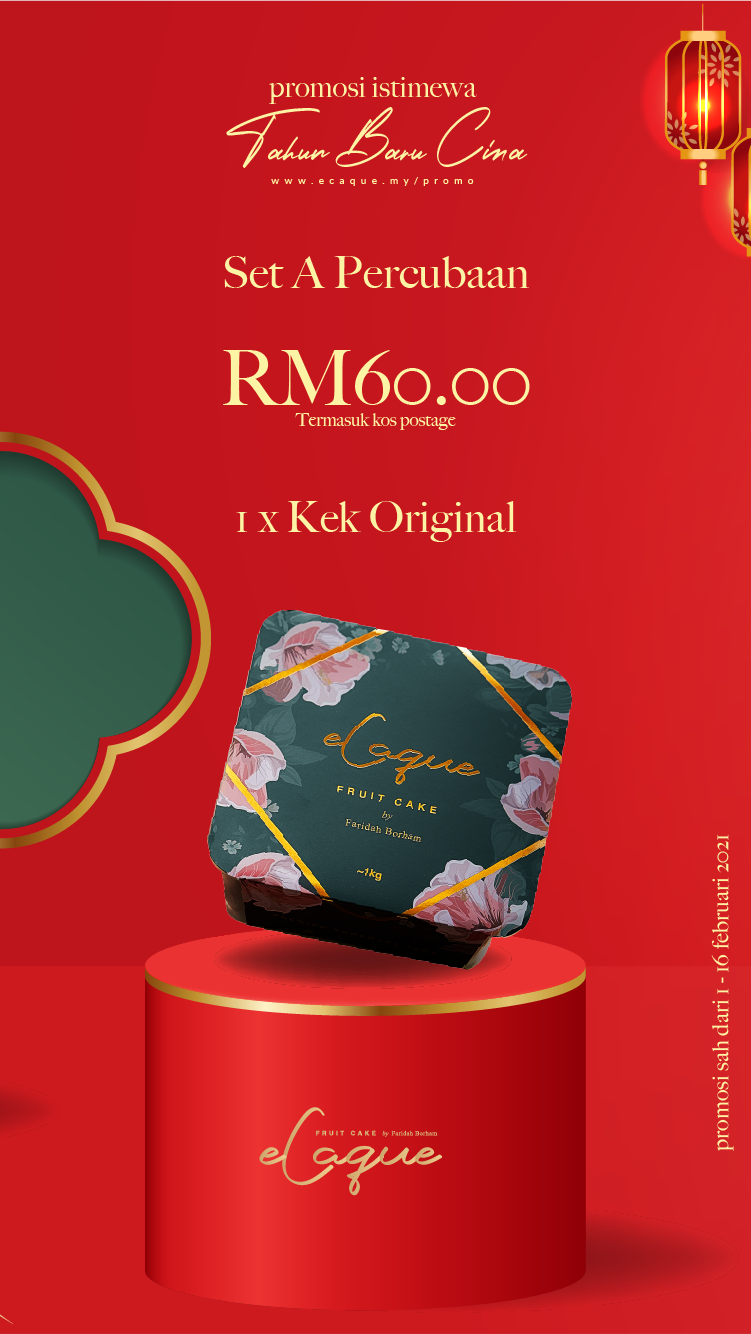 promosi istimewa
Tahun Baru Cina
www.ecaque.my/promo
Set A Percubaan
RM60.00
Termasuk kos postage
1 x Kek Original
eCaque
FRUIT CAKE
by
Faridah Borham
~1kg
promosi sah dari 1 - 16 februari 2021
FRUIT CAKE by Faridah Borham
eCaque